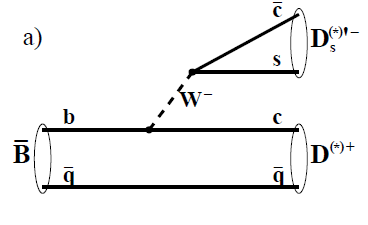 c̄
a) D_s^(*)'−
s
W−
b c
B̄ D^(*)+
q̄ q̄